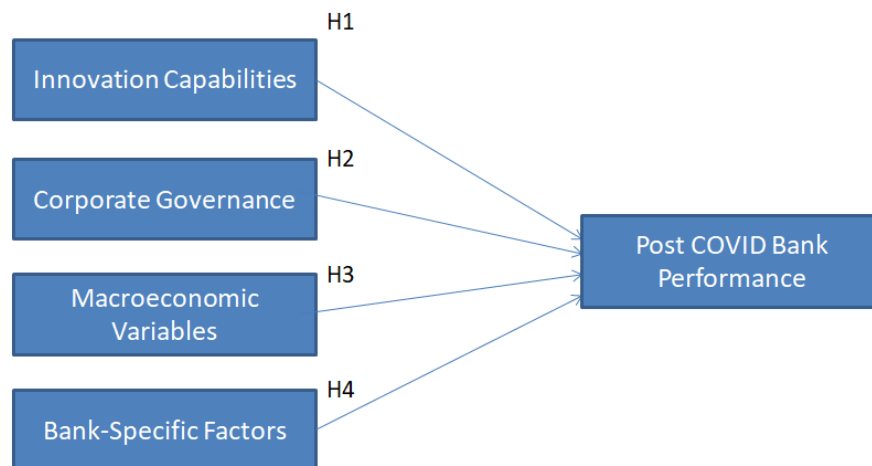 H1
Innovation Capabilities
H2
Corporate Governance
H3
Macroeconomic
Variables
H4
Bank-Specific Factors
Post COVID Bank
Performance